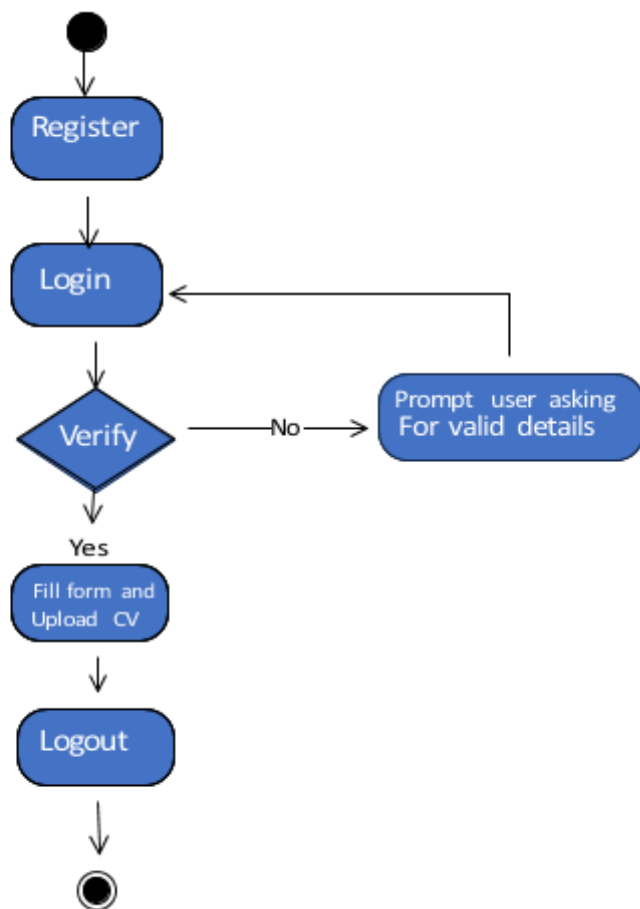 Register
Login
Verify
No
Prompt user asking
For valid details
Yes
Fill form and
Upload CV
Logout